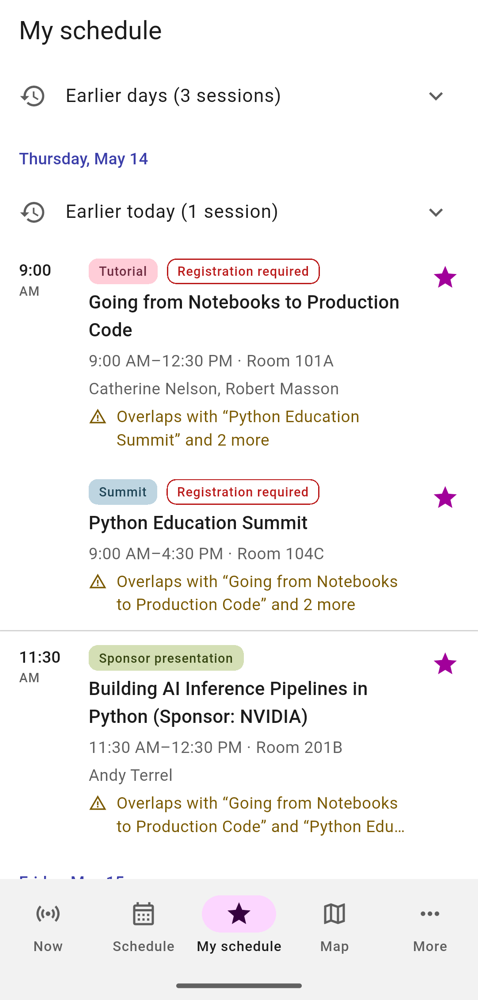 My schedule
Earlier days (3 sessions)
Thursday, May 14
Earlier today (1 session)
9:00
AM
Tutorial
Registration required
Going from Notebooks to Production
Code
9:00 AM–12:30 PM · Room 101A
Catherine Nelson, Robert Masson
Overlaps with “Python Education
Summit” and 2 more
Summit
Registration required
Python Education Summit
9:00 AM–4:30 PM · Room 104C
Overlaps with “Going from Notebooks
to Production Code” and 2 more
11:30
AM
Sponsor presentation
Building AI Inference Pipelines in
Python (Sponsor: NVIDIA)
11:30 AM–12:30 PM · Room 201B
Andy Terrel
Overlaps with “Going from Notebooks
to Production Code” and “Python Edu…
Now
Schedule
My schedule
Map
More